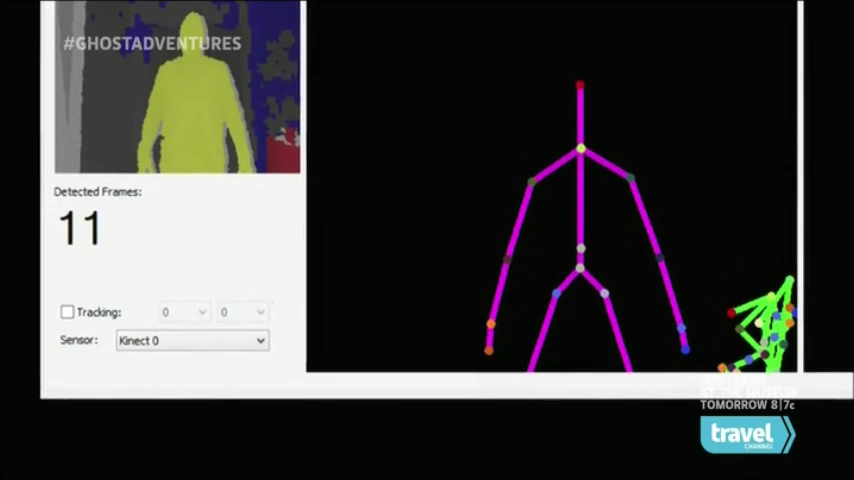 #GHOSTADVENTURES
Detected Frames:
11
Tracking:
0
0
Sensor:
Kinect 0
TOMORROW 8|7c
travel
CHANNEL